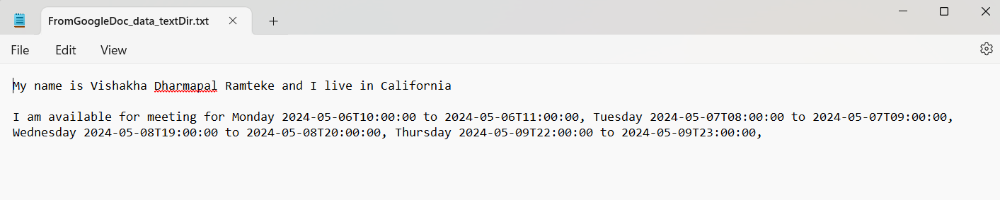 FromGoogleDoc_data_textDir.txt
File Edit View
My name is Vishakha Dharmapal Ramteke and I live in California
I am available for meeting for Monday 2024-05-06T10:00:00 to 2024-05-06T11:00:00, Tuesday 2024-05-07T08:00:00 to 2024-05-07T09:00:00,
Wednesday 2024-05-08T19:00:00 to 2024-05-08T20:00:00, Thursday 2024-05-09T22:00:00 to 2024-05-09T23:00:00,